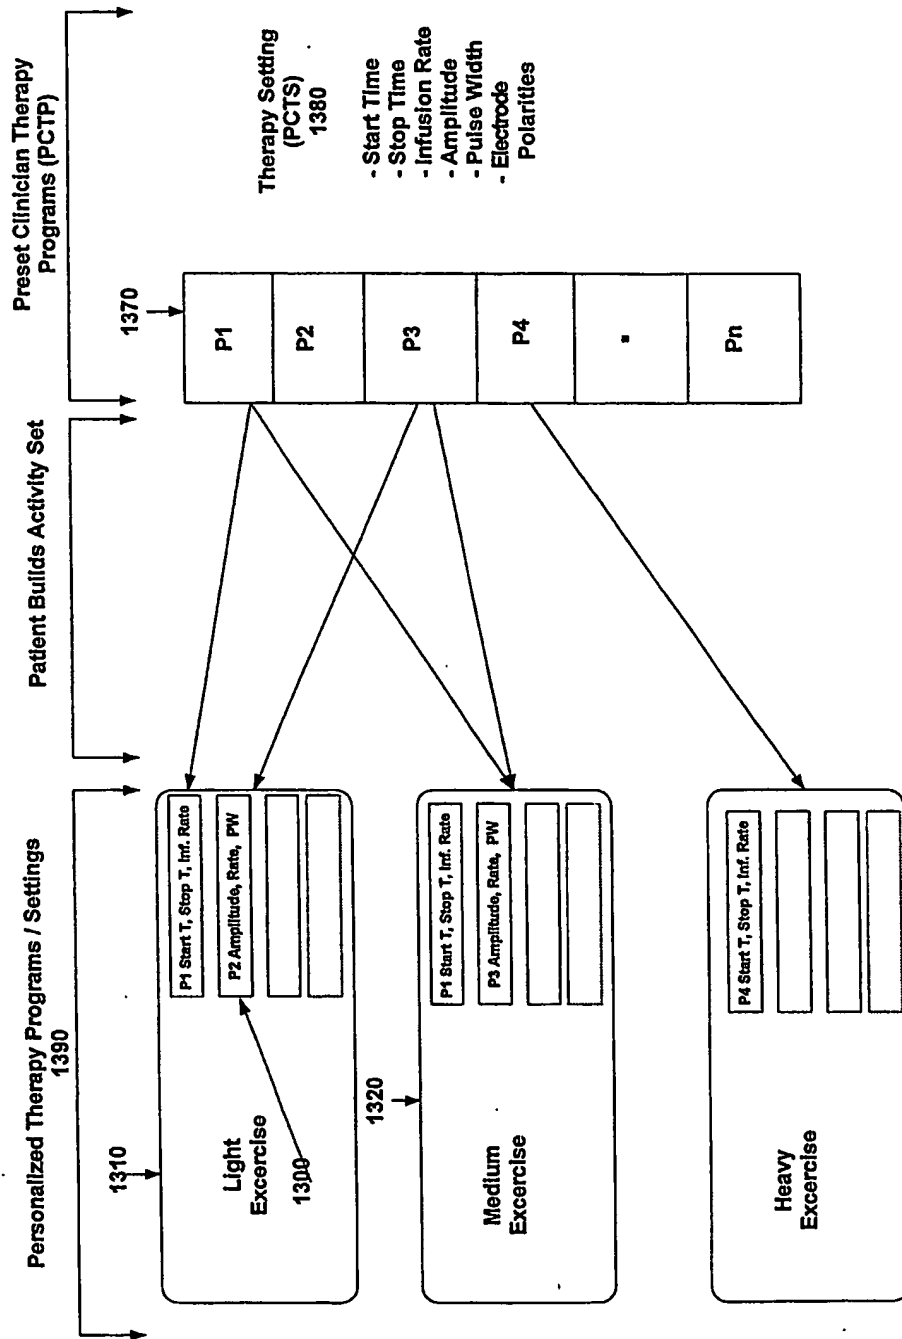 Personalized Therapy Programs / Settings
1390
Patient Builds Activity Set
Preset Clinician Therapy
Programs (PCTP)
1310
Light
Excercise
1300
P1 Start T, Stop T, Inf. Rate
P2 Amplitude, Rate, PW
1320
Medium
Excercise
P1 Start T, Stop T, Inf. Rate
P3 Amplitude, Rate, PW
Heavy
Excercise
P4 Start T, Stop T, Inf. Rate
1370
P1
P2
P3
P4
Pn
Therapy Setting
(PCTS)
1380
- Start Time
- Stop Time
- Infusion Rate
- Amplitude
- Pulse Width
- Electrode
Polarities